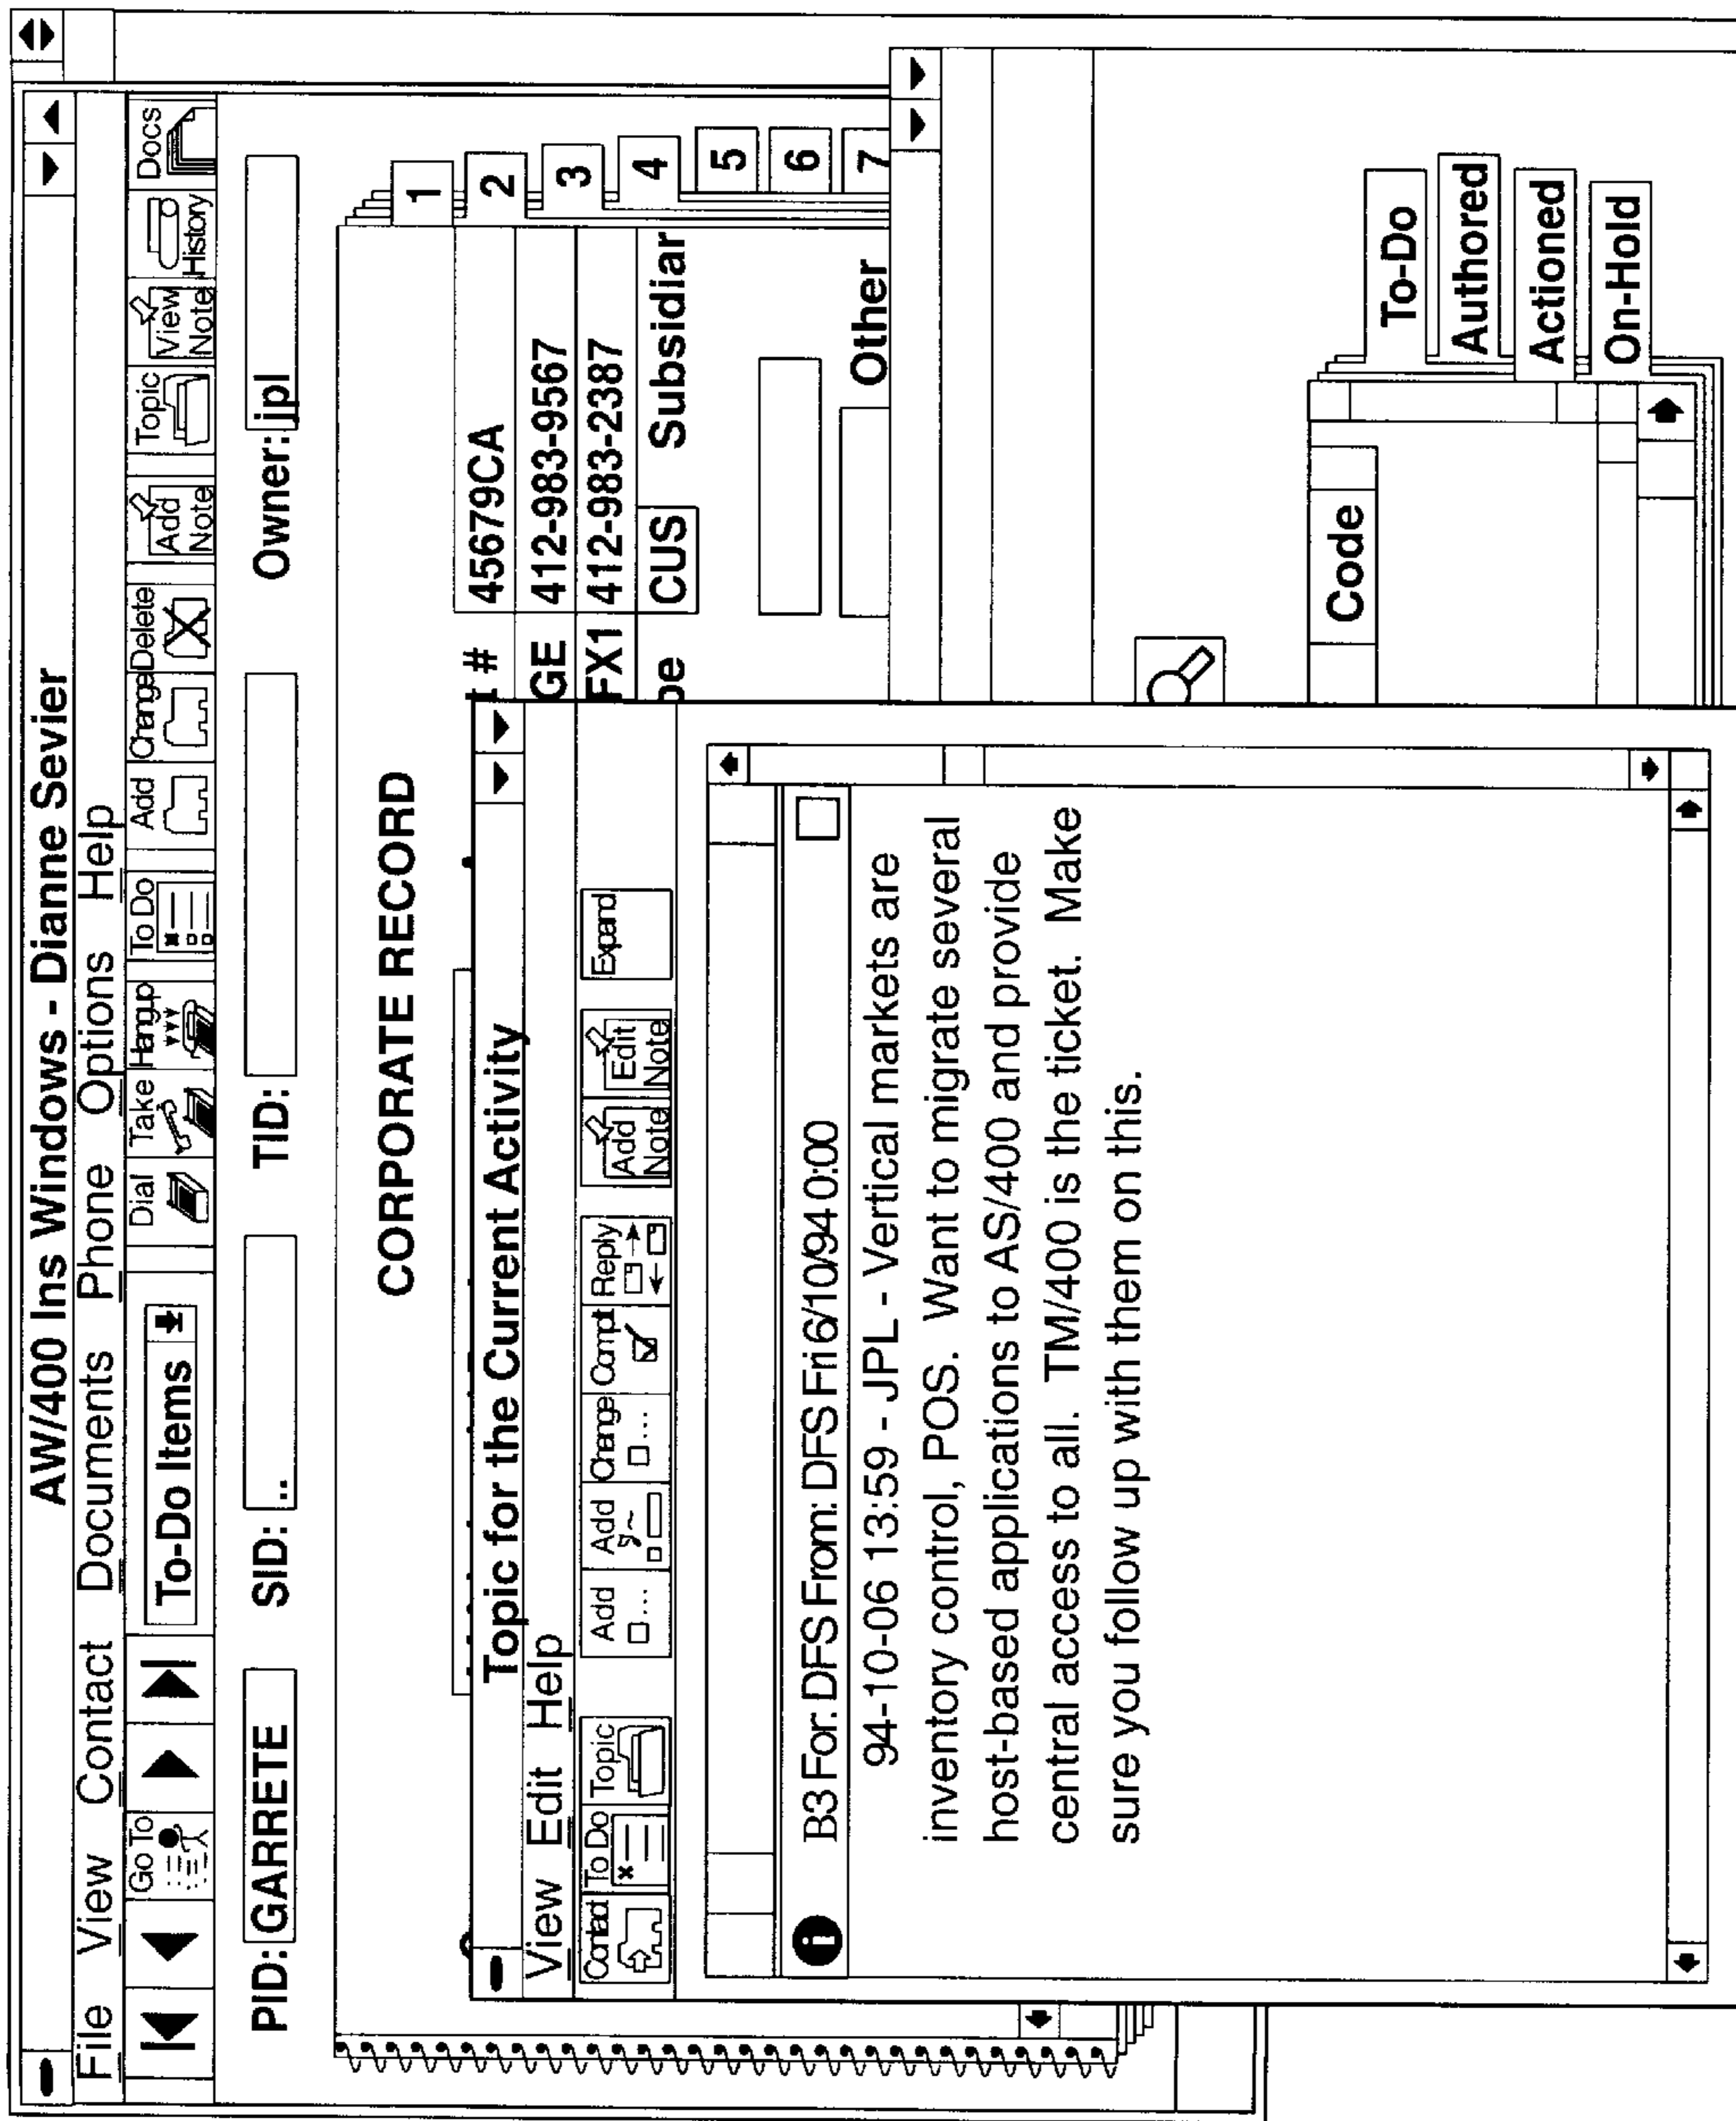 AW/400 Ins Windows - Dianne Sevier
File View Contact Documents Phone Options Help
Go To
To-Do Items
Dial Take Hangup To Do Add Change Delete Add Note Topic View Note History Docs
PID: GARRETE SID: .. TID: Owner: jpl
CORPORATE RECORD
1
2
3
4
5
6
7
t # 45679CA
GE 412-983-9567
FX1 412-983-2387
pe CUS Subsidiar
Other
Topic for the Current Activity
View Edit Help
Contact To Do Topic Add Add Change Complt Reply Add Note Edit Note Expand
B3 For: DFS From: DFS Fri 6/10/94 0:00
94-10-06 13:59 - JPL - Vertical markets are
inventory control, POS. Want to migrate several
host-based applications to AS/400 and provide
central access to all. TM/400 is the ticket. Make
sure you follow up with them on this.
Code
To-Do
Authored
Actioned
On-Hold